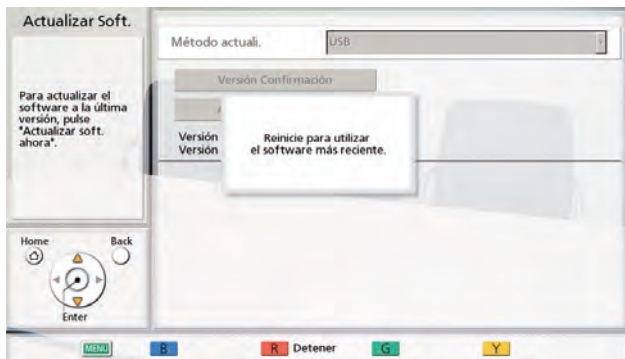 Actualizar Soft.
Para actualizar el
software a la última
versión, pulse
"Actualizar soft.
ahora".
Método actuali.
USB
Versión Confirmación
Versión
Versión
Reinicie para utilizar
el software más reciente.
Home
Back
Enter
MENU
B
R Detener
G
Y